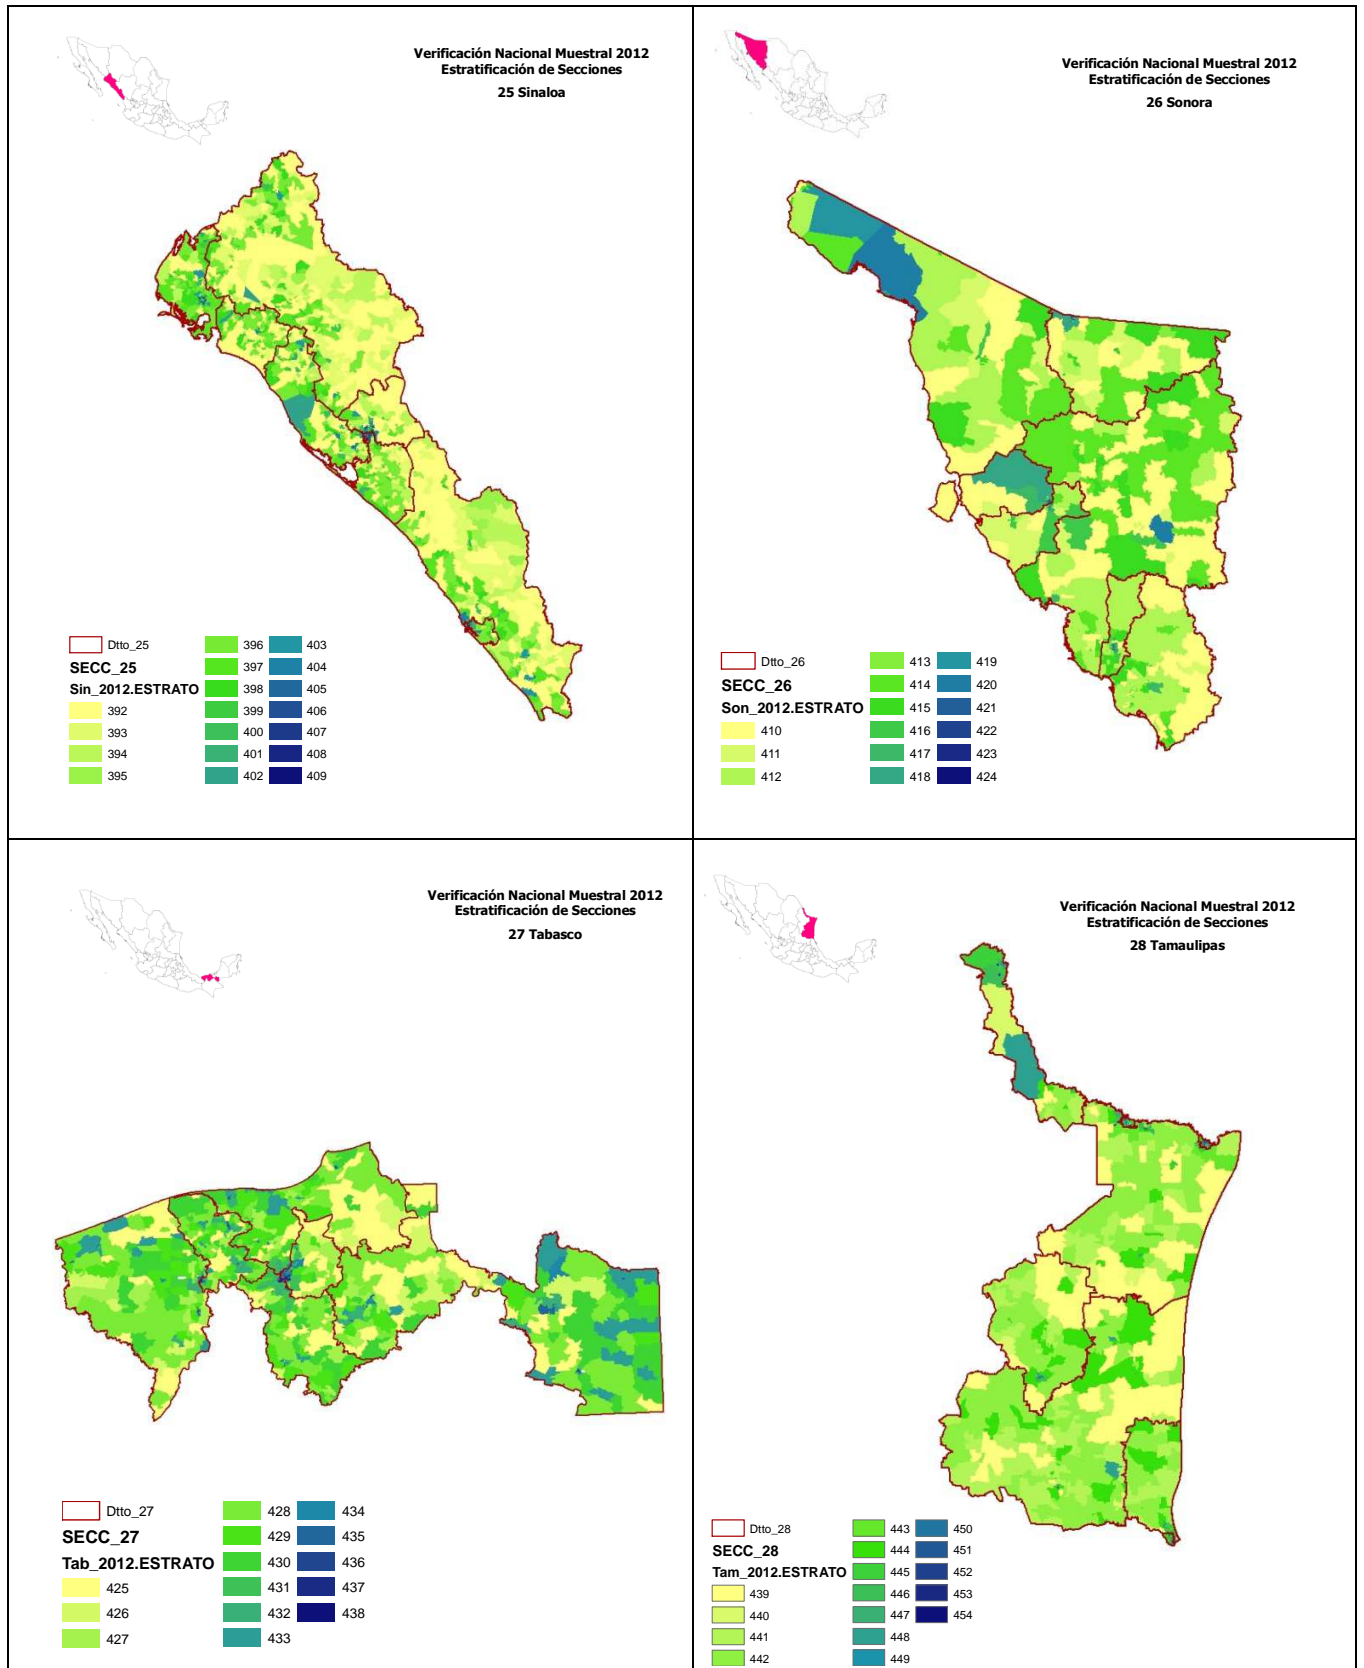 Verificación Nacional Muestral 2012
Estratificación de Secciones
25 Sinaloa
Dtto_25
SECC_25
Sin_2012.ESTRATO
392
393
394
395
396
397
398
399
400
401
402
403
404
405
406
407
408
409
Verificación Nacional Muestral 2012
Estratificación de Secciones
26 Sonora
Dtto_26
SECC_26
Son_2012.ESTRATO
410
411
412
413
414
415
416
417
418
419
420
421
422
423
424
Verificación Nacional Muestral 2012
Estratificación de Secciones
27 Tabasco
Dtto_27
SECC_27
Tab_2012.ESTRATO
425
426
427
428
429
430
431
432
433
434
435
436
437
438
Verificación Nacional Muestral 2012
Estratificación de Secciones
28 Tamaulipas
Dtto_28
SECC_28
Tam_2012.ESTRATO
439
440
441
442
443
444
445
446
447
448
449
450
451
452
453
454